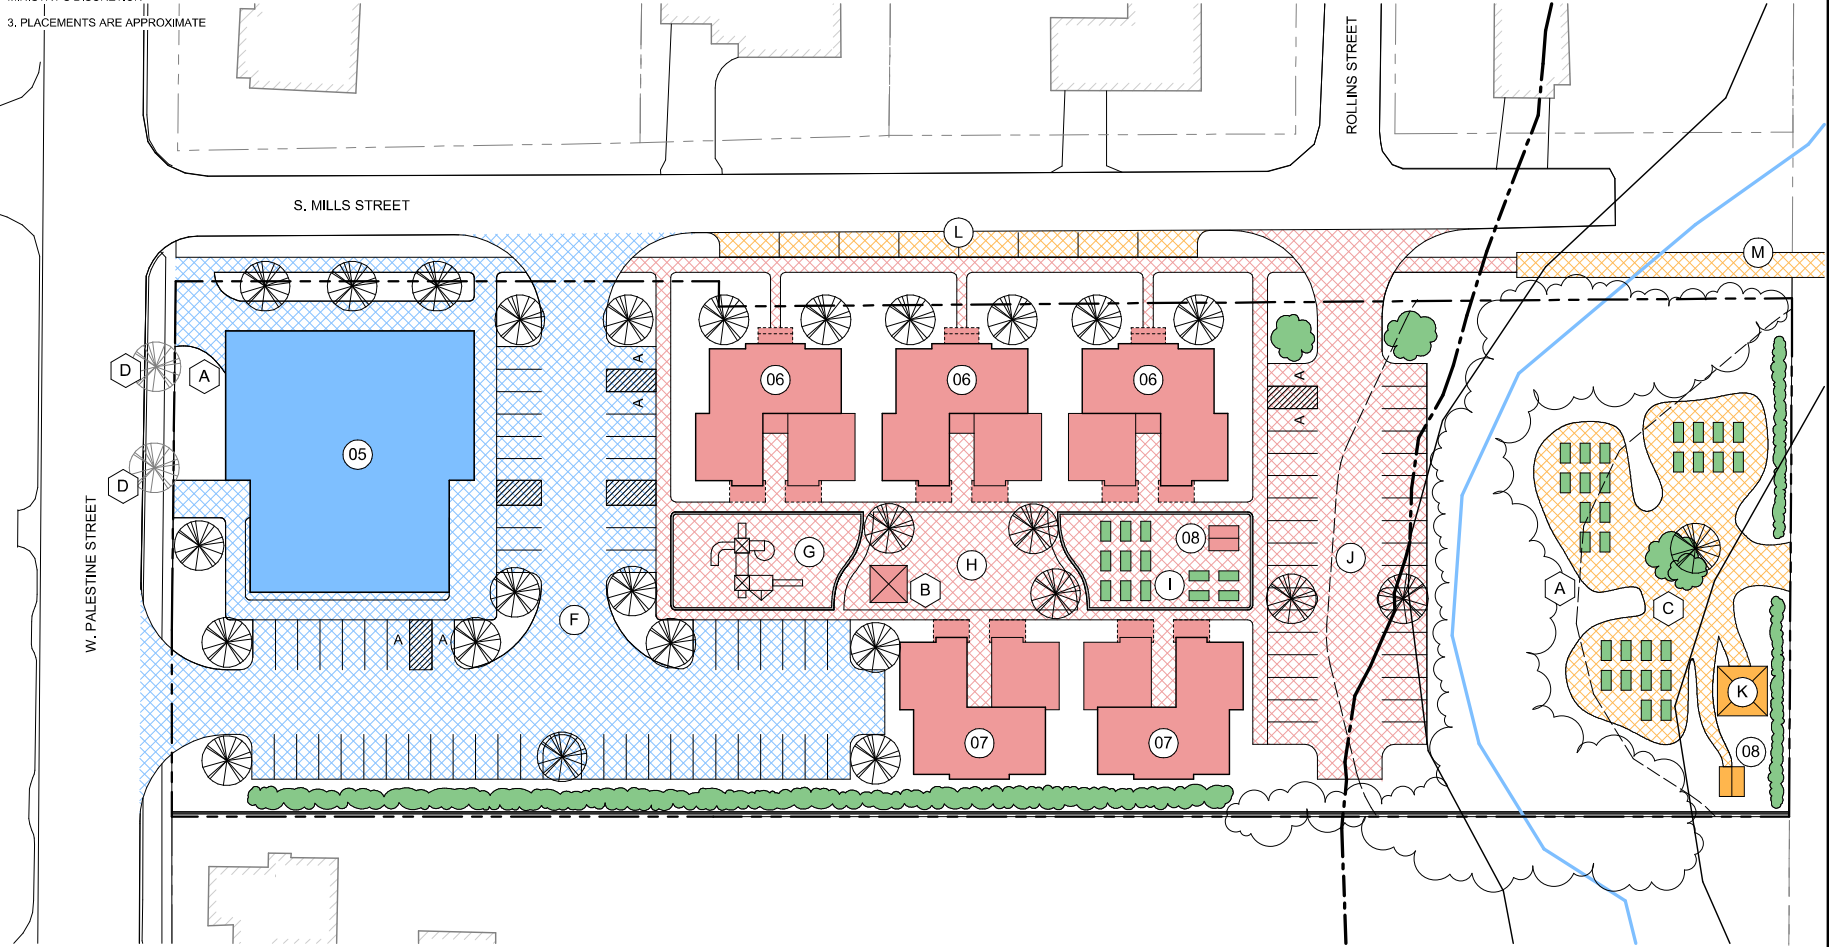 3. PLACEMENTS ARE APPROXIMATE
ROLLINS STREET
S. MILLS STREET
L
M
D
A
A
A
06
06
06
A
A
05
D
W. PALESTINE STREET
G
H
08
I
B
J
A
C
F
A
A
K
07
07
08